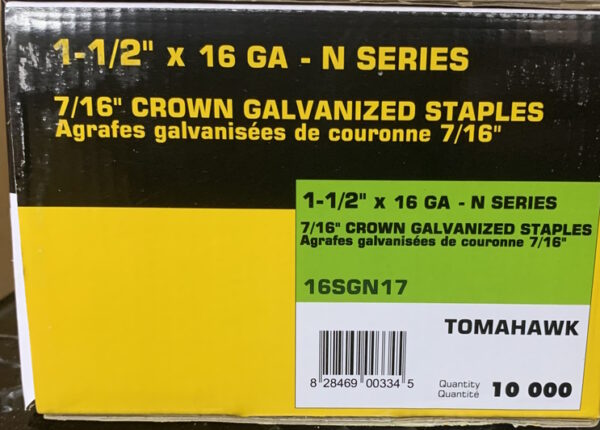 1-1/2" x 16 GA - N SERIES
7/16" CROWN GALVANIZED STAPLES
Agrafes galvanisées de couronne 7/16"
1-1/2" x 16 GA - N SERIES
7/16" CROWN GALVANIZED STAPLES
Agrafes galvanisées de couronne 7/16"
16SGN17
TOMAHAWK
8 28469 00334 5
Quantity
Quantité
10 000